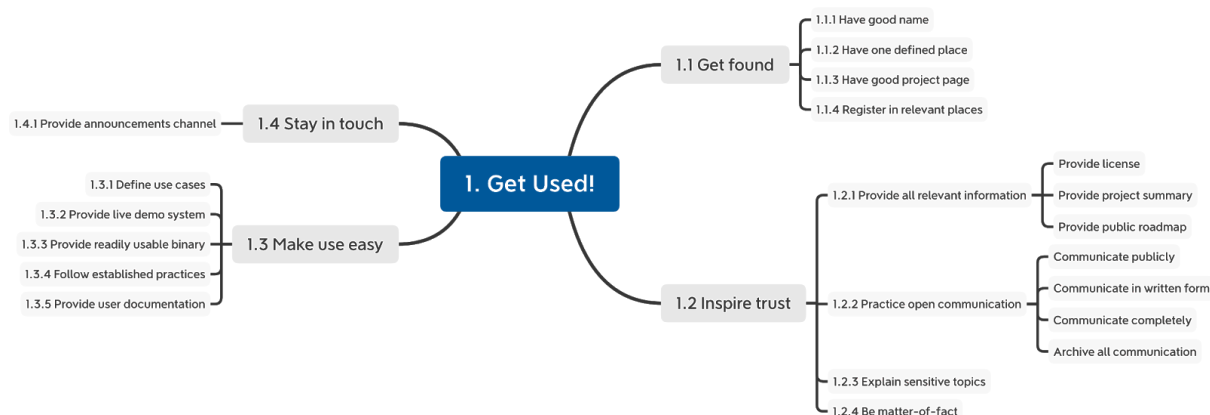 1. Get Used!
1.1 Get found
1.1.1 Have good name
1.1.2 Have one defined place
1.1.3 Have good project page
1.1.4 Register in relevant places
1.2 Inspire trust
1.2.1 Provide all relevant information
Provide license
Provide project summary
Provide public roadmap
1.2.2 Practice open communication
Communicate publicly
Communicate in written form
Communicate completely
Archive all communication
1.2.3 Explain sensitive topics
1.2.4 Be matter-of-fact
1.3 Make use easy
1.3.1 Define use cases
1.3.2 Provide live demo system
1.3.3 Provide readily usable binary
1.3.4 Follow established practices
1.3.5 Provide user documentation
1.4 Stay in touch
1.4.1 Provide announcements channel